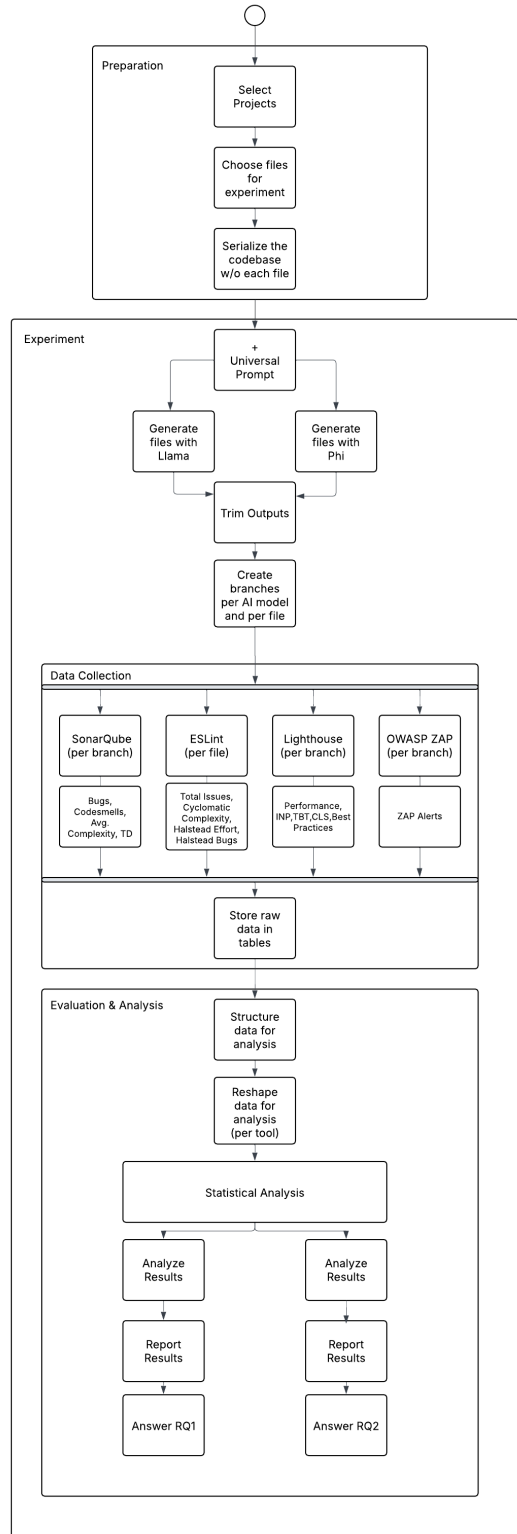 Preparation
Select
Projects
Choose files
for
experiment
Serialize the
codebase
w/o each file
Experiment
+
Universal
Prompt
Generate
files with
Llama
Generate
files with
Phi
Trim Outputs
Create
branches
per AI model
and per file
Data Collection
SonarQube
(per branch)
ESLint
(per file)
Lighthouse
(per branch)
OWASP ZAP
(per branch)
Bugs,
Codesmells,
Avg.
Complexity, TD
Total Issues,
Cyclomatic
Complexity,
Halstead Effort,
Halstead Bugs
Performance,
INP,TBT,CLS,Best
Practices
ZAP Alerts
Store raw
data in
tables
Evaluation & Analysis
Structure
data for
analysis
Reshape
data for
analysis
(per tool)
Statistical Analysis
Analyze
Results
Analyze
Results
Report
Results
Report
Results
Answer RQ1
Answer RQ2